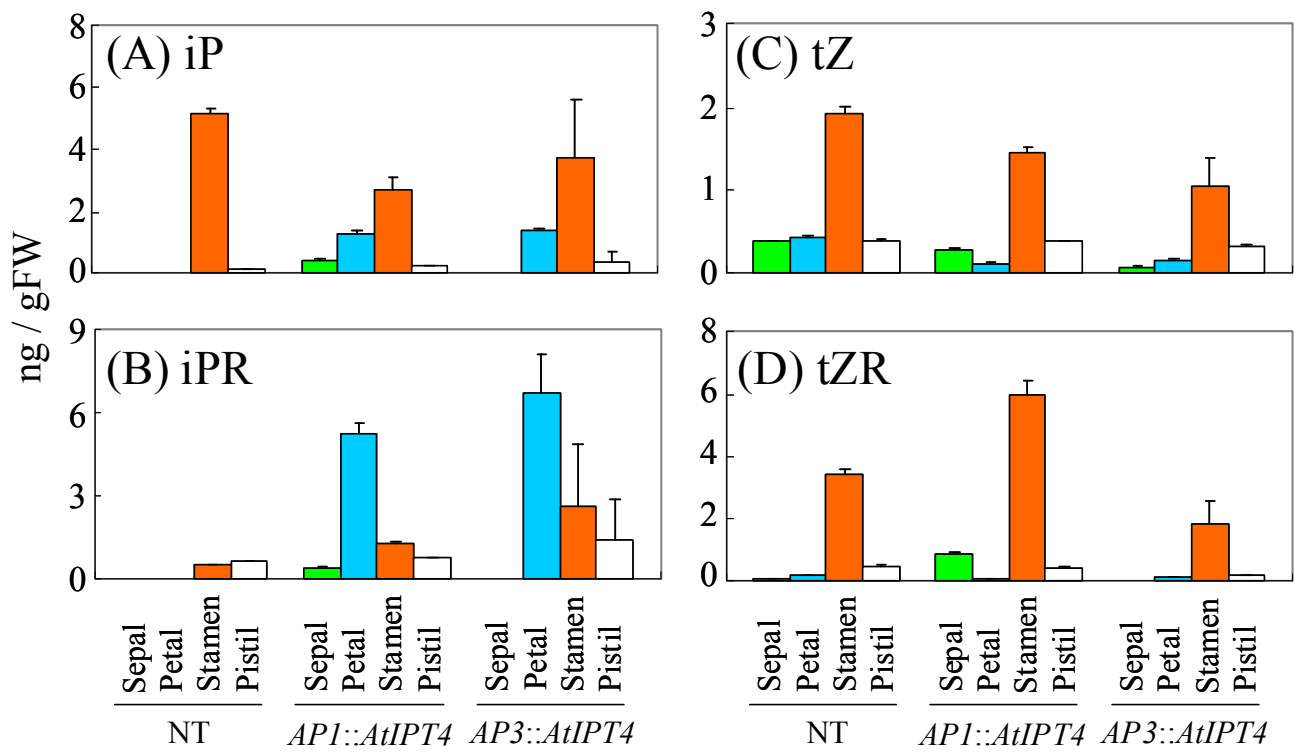 ng / gFW
(A) iP
8
6
4
2
0
(B) iPR
9
6
3
0
Sepal
Petal
Stamen
Pistil
Sepal
Petal
Stamen
Pistil
Sepal
Petal
Stamen
Pistil
NT
AP1::AtIPT4
AP3::AtIPT4
(C) tZ
3
2
1
0
(D) tZR
8
6
4
2
0
Sepal
Petal
Stamen
Pistil
Sepal
Petal
Stamen
Pistil
Sepal
Petal
Stamen
Pistil
NT
AP1::AtIPT4
AP3::AtIPT4